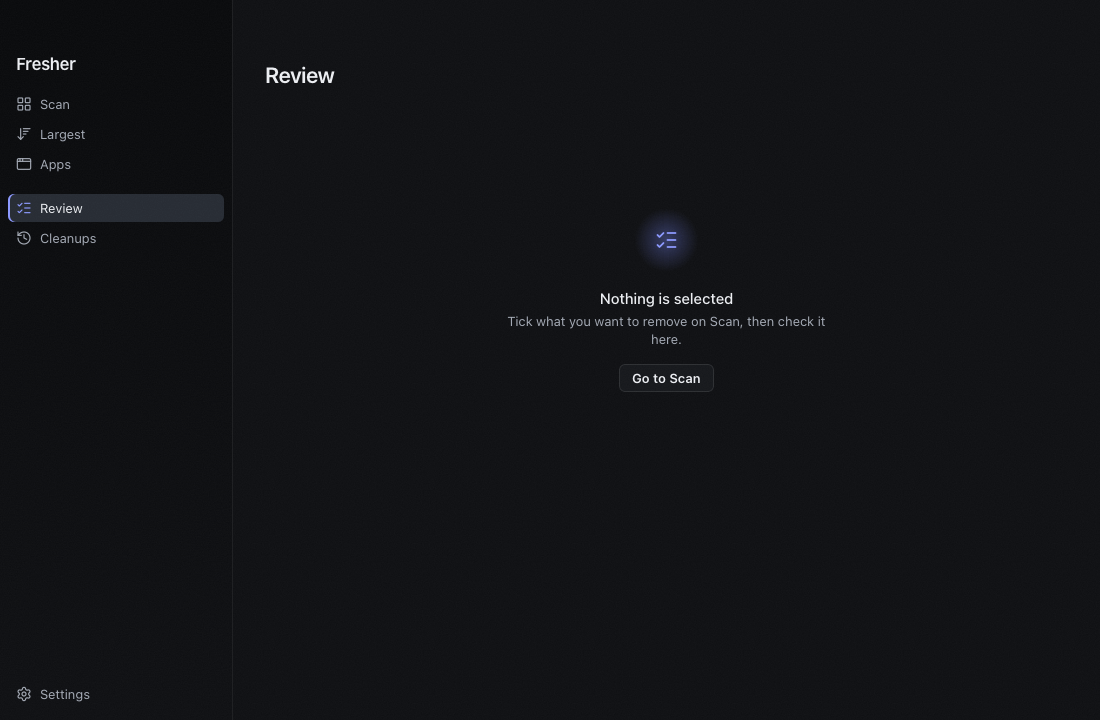 Fresher
Scan
Largest
Apps
Review
Cleanups
Settings
Review
Nothing is selected
Tick what you want to remove on Scan, then check it
here.
Go to Scan